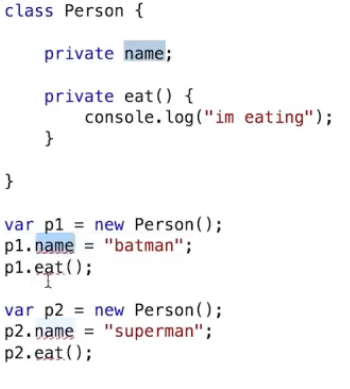 class Person {
private name;
private eat() {
console.log("im eating");
}
}
var p1 = new Person();
p1.name = "batman";
p1.eat();
var p2 = new Person();
p2.name = "superman";
p2.eat();